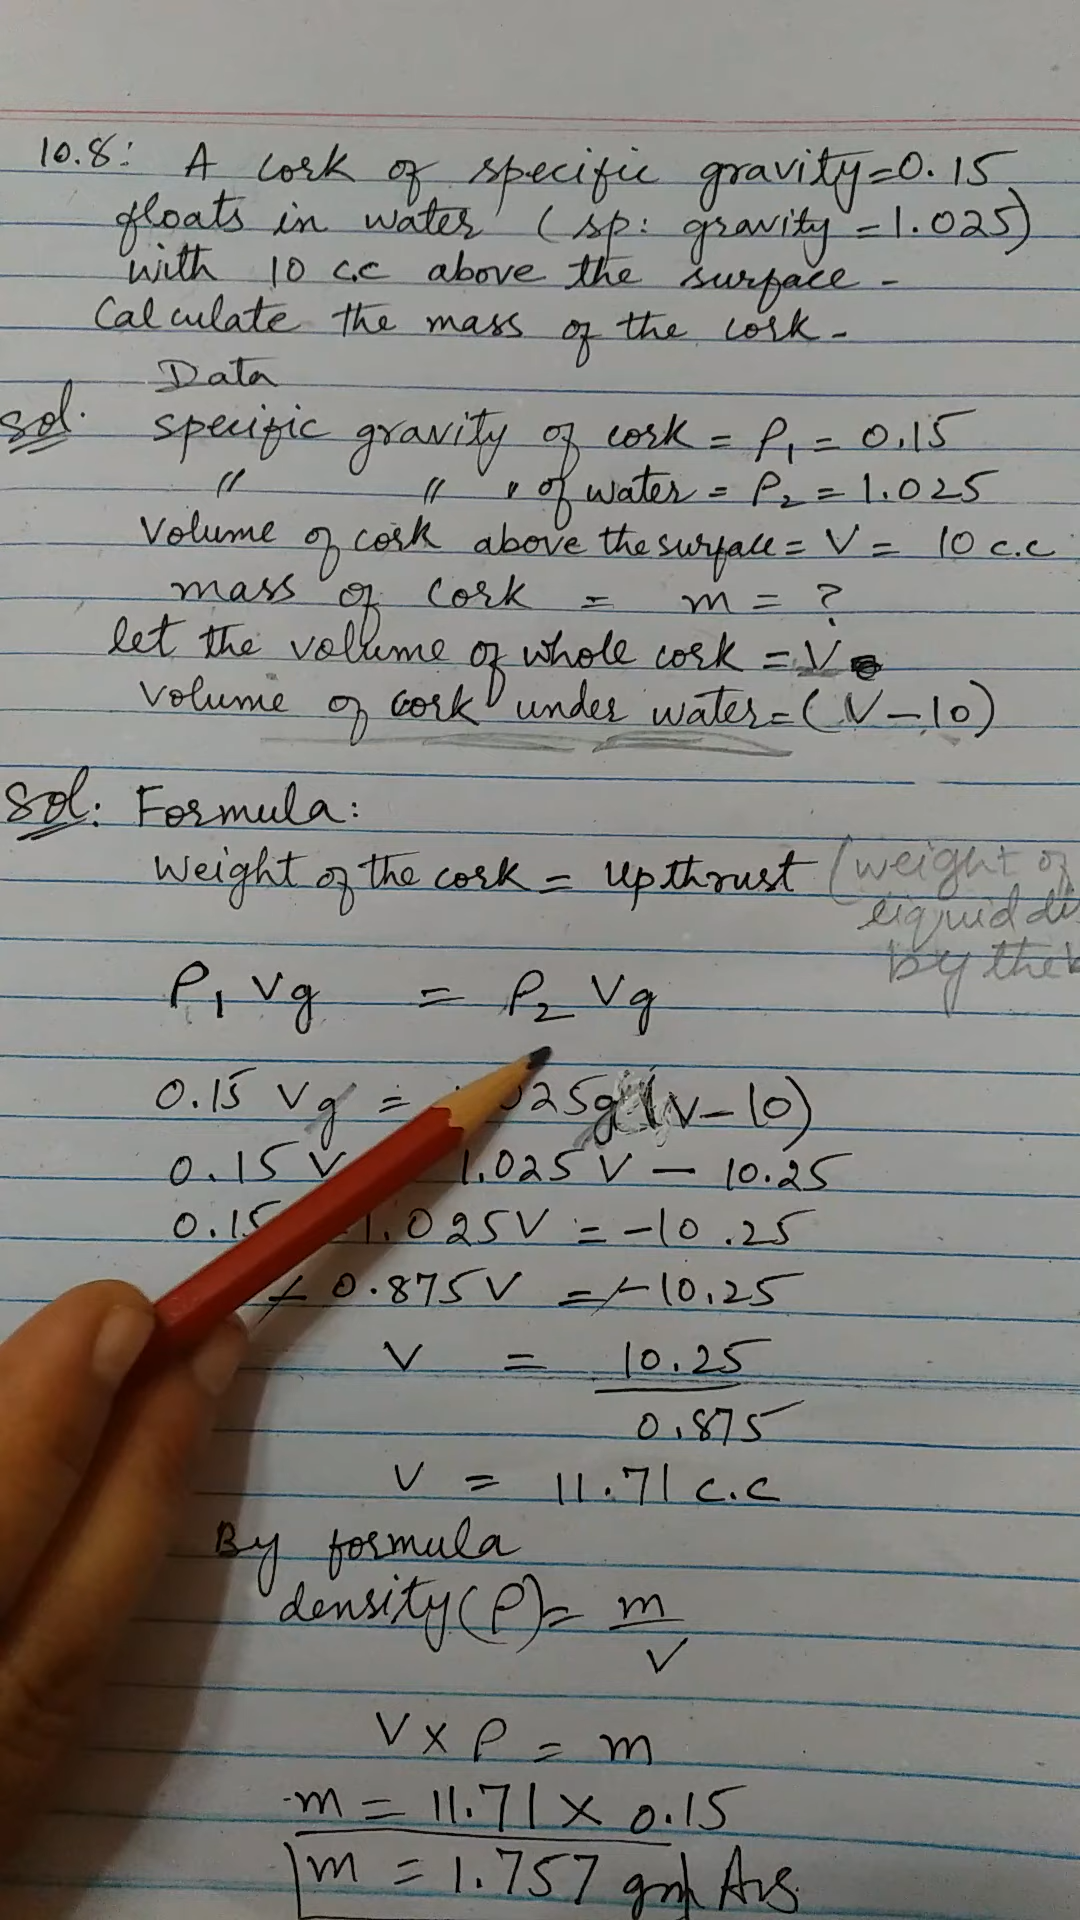 10.8: A cork of specific gravity=0.15
floats in water (sp: gravity =1.025)
with 10 c.c above the surface -
Calculate the mass of the cork -
Data
Sol. specific gravity of cork = ρ₁ = 0.15
〃 〃 〃 of water = ρ₂ = 1.025
Volume of cork above the surface = V = 10 c.c
mass of cork = m = ?
let the volume of whole cork = V
Volume of cork under water = (V-10)
Sol: Formula:
Weight of the cork = upthrust (weight of
liquid
by the
ρ₁ Vg = ρ₂ Vg
0.15 Vg = 025g (V-10)
0.15 V 1.025 V - 10.25
0.15 1.025V = -10.25
- 0.875V = -10.25
V = 10.25
0.875
V = 11.71 c.c
By formula
density (ρ) = m
V
V x ρ = m
m = 11.71 x 0.15
m = 1.757 gm Ans